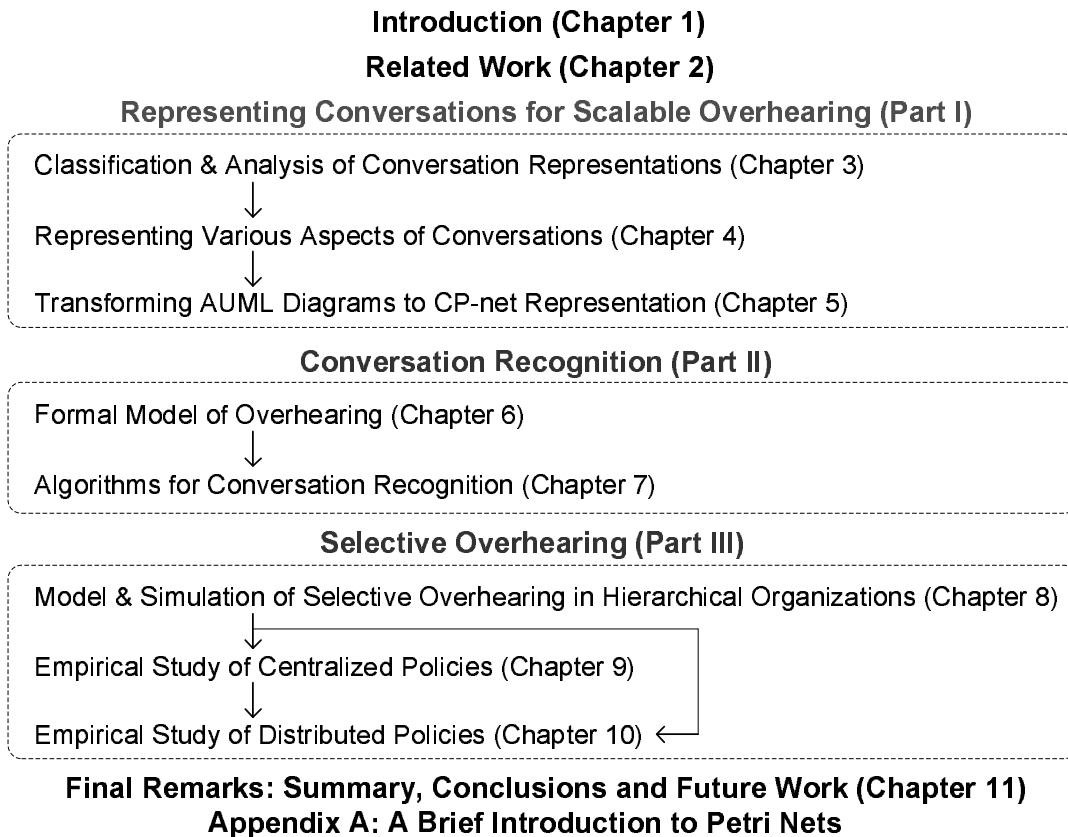 Introduction (Chapter 1)
Related Work (Chapter 2)
Representing Conversations for Scalable Overhearing (Part I)
Classification & Analysis of Conversation Representations (Chapter 3)
Representing Various Aspects of Conversations (Chapter 4)
Transforming AUML Diagrams to CP-net Representation (Chapter 5)
Conversation Recognition (Part II)
Formal Model of Overhearing (Chapter 6)
Algorithms for Conversation Recognition (Chapter 7)
Selective Overhearing (Part III)
Model & Simulation of Selective Overhearing in Hierarchical Organizations (Chapter 8)
Empirical Study of Centralized Policies (Chapter 9)
Empirical Study of Distributed Policies (Chapter 10)
Final Remarks: Summary, Conclusions and Future Work (Chapter 11)
Appendix A: A Brief Introduction to Petri Nets